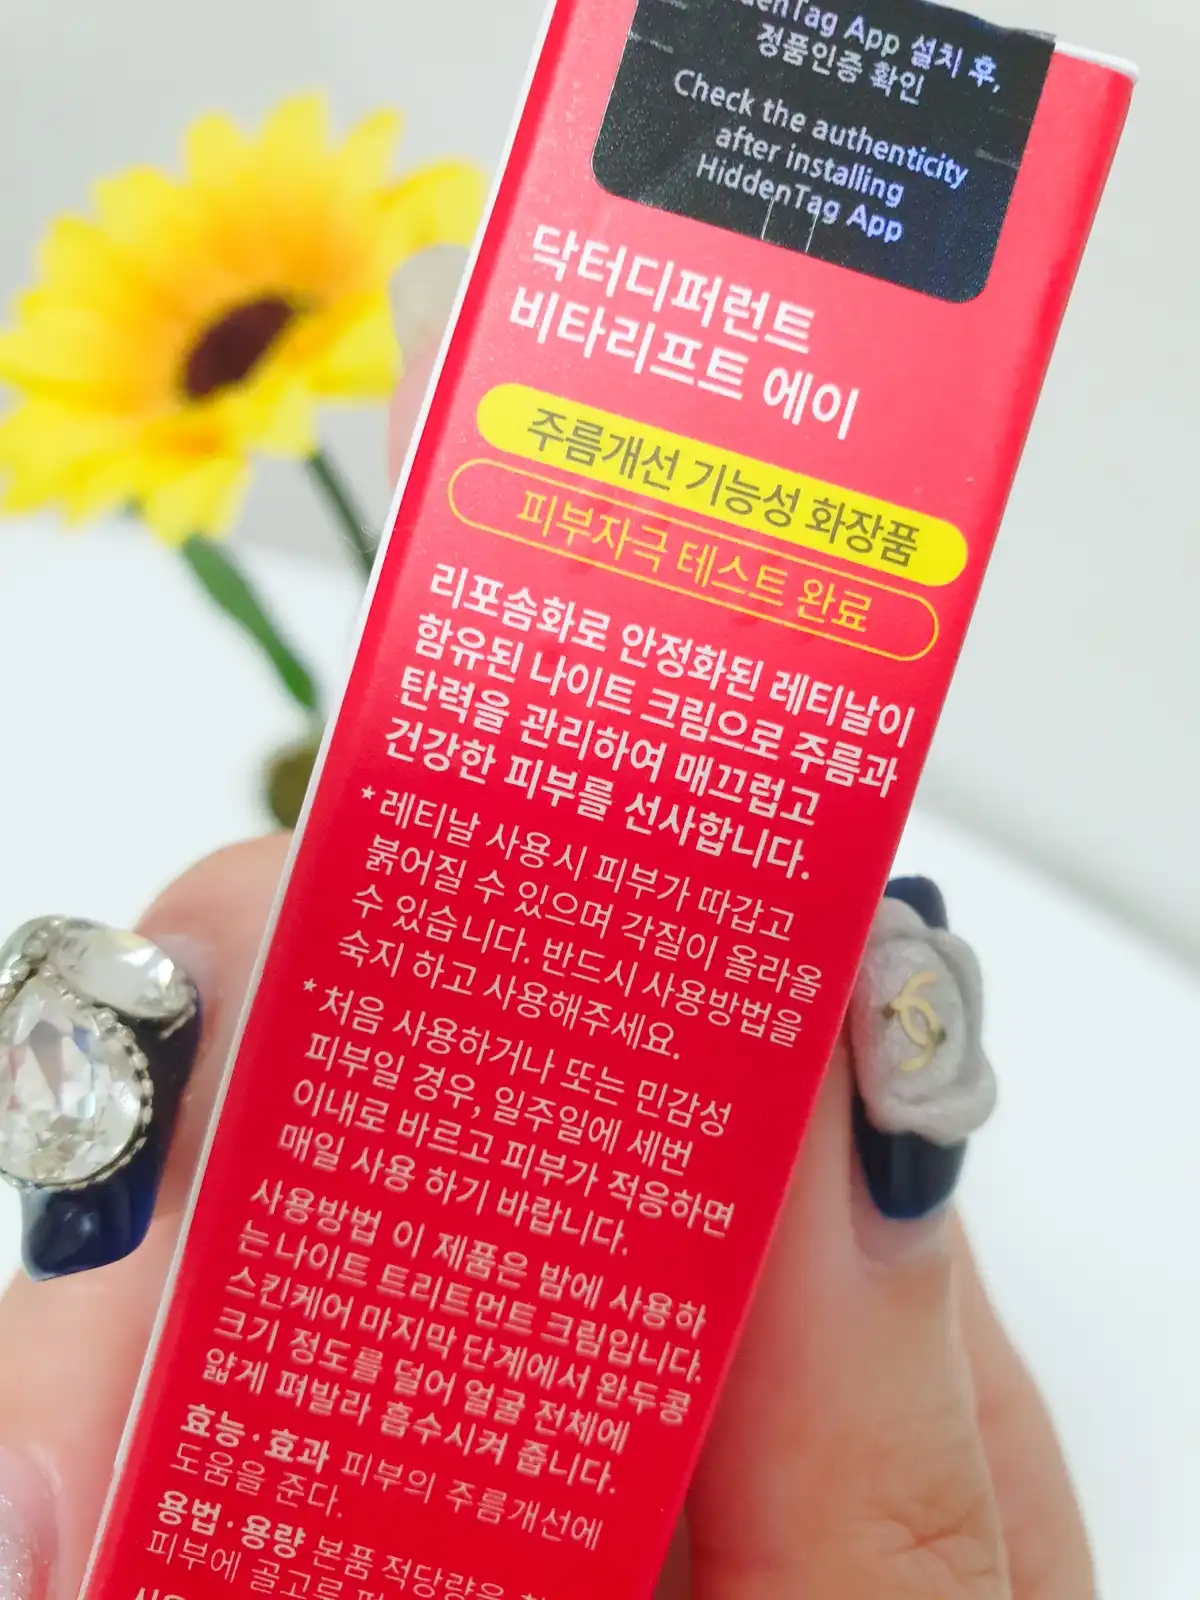 App 설치 후,
정품인증 확인
Check the authenticity
after installing
HiddenTag App
닥터디퍼런트
비타리프트 에이
주름개선 기능성 화장품
피부자극 테스트 완료
리포솜화로 안정화된 레티날이
함유된 나이트 크림으로 주름과
탄력을 관리하여 매끄럽고
건강한 피부를 선사합니다.
* 레티날 사용시 피부가 따갑고
붉어질 수 있으며 각질이 올라올
수 있습니다. 반드시 사용방법을
숙지 하고 사용해주세요.
* 처음 사용하거나 또는 민감성
피부일 경우, 일주일에 세번
이내로 바르고 피부가 적응하면
매일 사용 하기 바랍니다.
사용방법 이 제품은 밤에 사용하
는 나이트 트리트먼트 크림입니다.
스킨케어 마지막 단계에서 완두콩
크기 정도를 덜어 얼굴 전체에
얇게 펴발라 흡수시켜 줍니다.
효능·효과 피부의 주름개선에
도움을 준다.
용법·용량 본품 적당량을
피부에 골고루